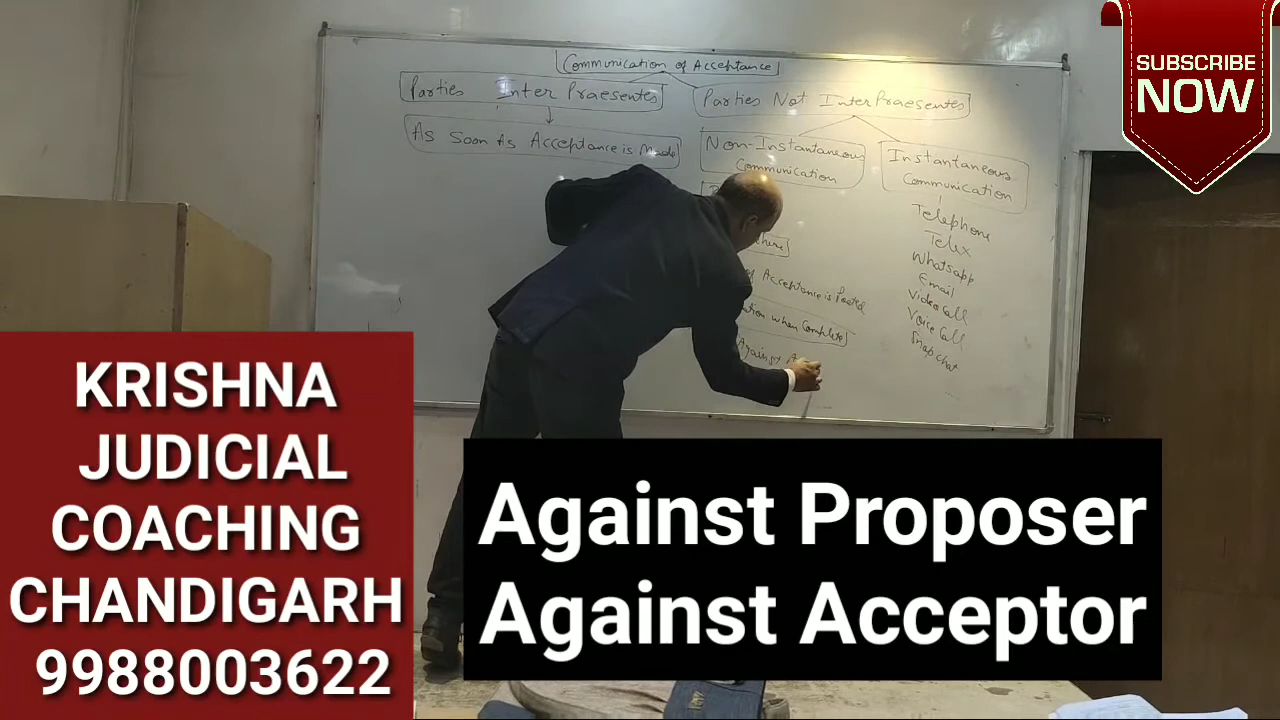 Communication of Acceptance
Parties Inter Praesentes
Parties Not Inter Praesentes
As Soon As Acceptance is Made
Non-Instantaneous
Communication
Instantaneous
Communication
Telephone
Telex
Whatsapp
Email
Video Call
Voice Call
Snapchat
of Acceptance is Posted
when Complete
Against
SUBSCRIBE
NOW
KRISHNA
JUDICIAL
COACHING
CHANDIGARH
9988003622
Against Proposer
Against Acceptor